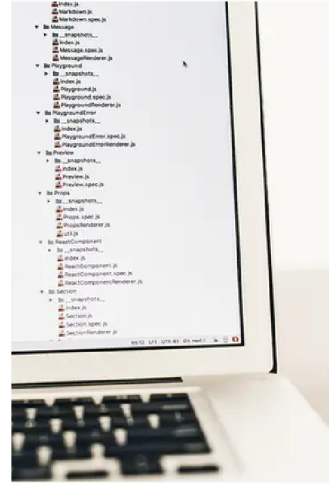 index.js
Markdown.js
Markdown.spec.js
Message
__snapshots__
index.js
Message.spec.js
MessageRenderer.js
Playground
__snapshots__
index.js
Playground.js
Playground.spec.js
PlaygroundRenderer.js
PlaygroundError
__snapshots__
index.js
PlaygroundError.spec.js
PlaygroundErrorRenderer.js
Preview
__snapshots__
index.js
Preview.js
Preview.spec.js
Props
__snapshots__
index.js
Props.spec.js
PropsRenderer.js
util.js
ReactComponent
__snapshots__
index.js
ReactComponent.js
ReactComponent.spec.js
ReactComponentRenderer.js
Section
__snapshots__
index.js
Section.js
Section.spec.js
SectionRenderer.js
UTF-8